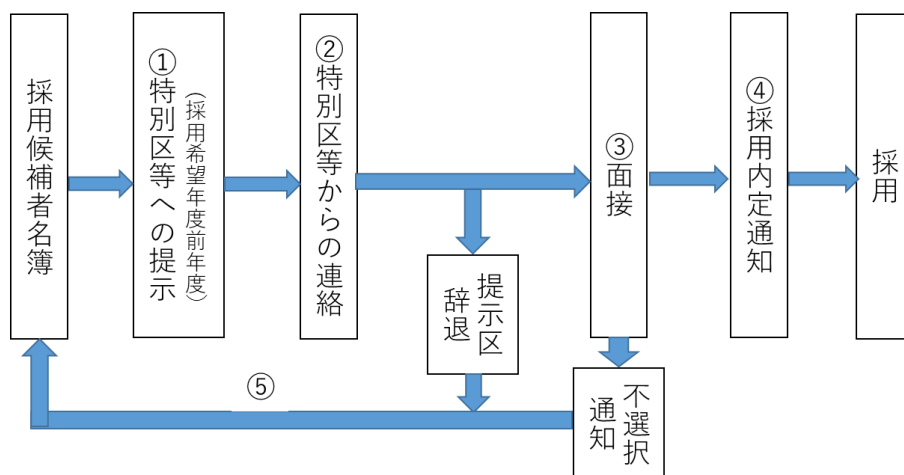 採用候補者名簿
①特別区等への提示
(採用希望年度前年度)
②特別区等からの連絡
提示区
辞退
③面接
不選択
通知
④採用内定通知
採用
⑤